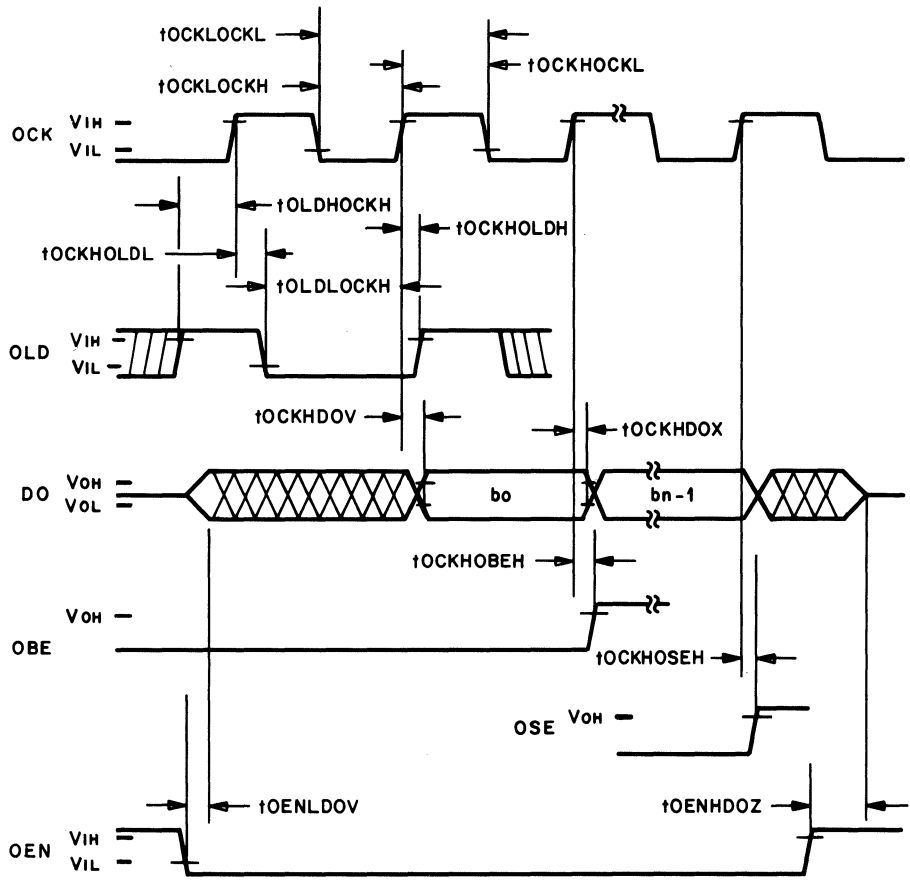 tOCKLOCKL
tOCKHOCKL
tOCKLOCKH
OCK VIH
VIL
tOLDHOCKH
tOCKHOLDH
tOCKHOLDL
tOLDLOCKH
OLD VIH
VIL
tOCKHDOV
tOCKHDOX
DO VOH
VOL
bo
bn-1
tOCKHOBEH
VOH
OBE
tOCKHOSEH
OSE VOH
tOENLDOV
tOENHDOZ
OEN VIH
VIL